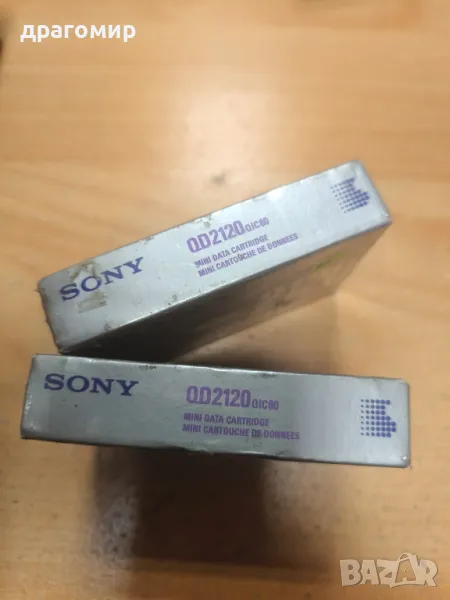 драгомир
SONY
QD2120 QIC80
MINI DATA CARTRIDGE
MINI CARTOUCHE DE DONNEES
SONY
QD2120 QIC80
MINI DATA CARTRIDGE
MINI CARTOUCHE DE DONNEES
BAZAR